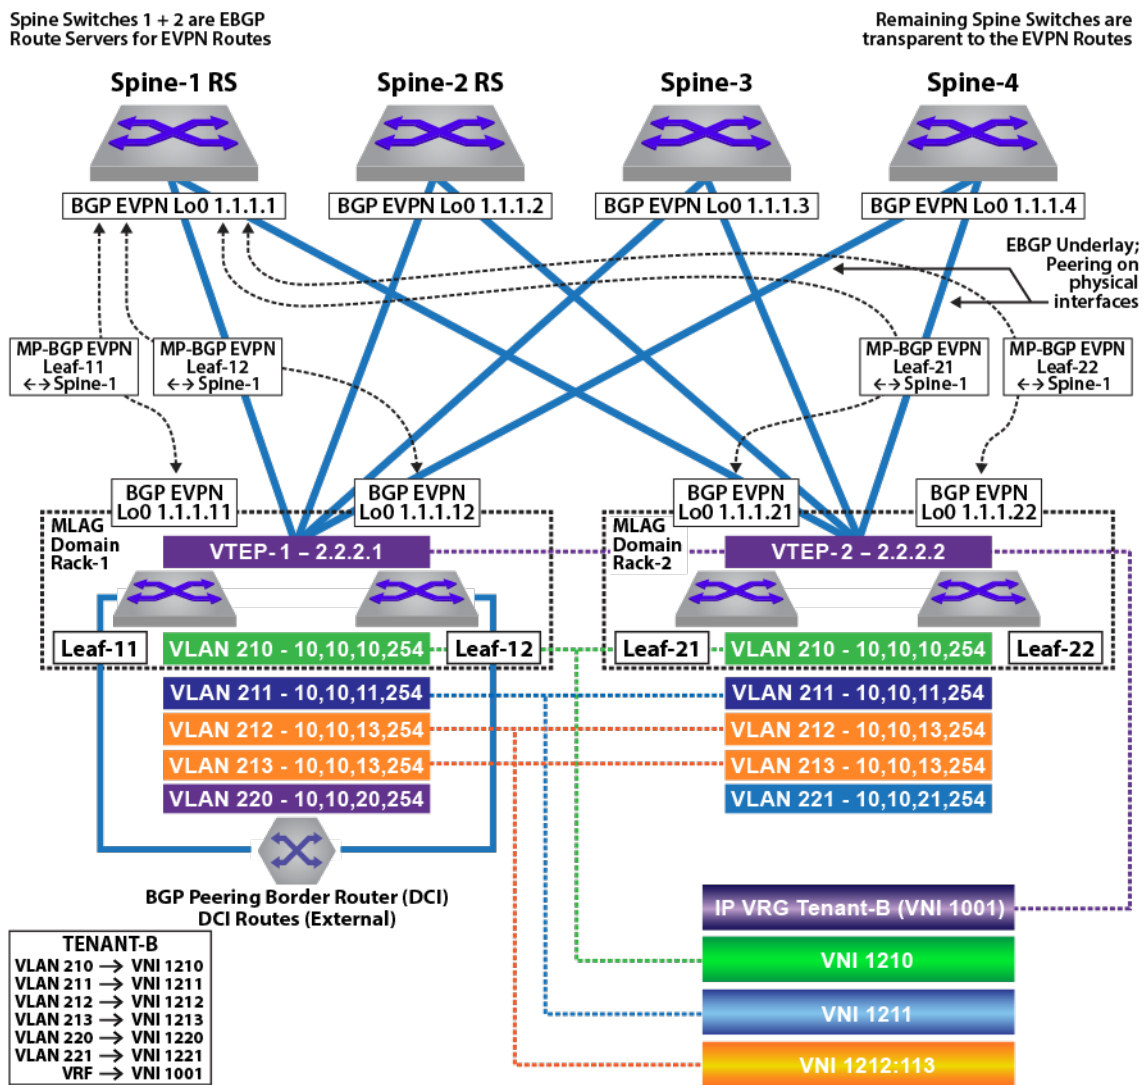 Spine Switches 1 + 2 are EBGP
Route Servers for EVPN Routes
Remaining Spine Switches are
transparent to the EVPN Routes
Spine-1 RS
Spine-2 RS
Spine-3
Spine-4
BGP EVPN Lo0 1.1.1.1
BGP EVPN Lo0 1.1.1.2
BGP EVPN Lo0 1.1.1.3
BGP EVPN Lo0 1.1.1.4
EBGP Underlay;
Peering on
physical
interfaces
MP-BGP EVPN
Leaf-11
←→Spine-1
MP-BGP EVPN
Leaf-12
←→Spine-1
MP-BGP EVPN
Leaf-21
←→Spine-1
MP-BGP EVPN
Leaf-22
←→Spine-1
BGP EVPN
Lo0 1.1.1.11
BGP EVPN
Lo0 1.1.1.12
BGP EVPN
Lo0 1.1.1.21
BGP EVPN
Lo0 1.1.1.22
MLAG
Domain
Rack-1
VTEP-1 – 2.2.2.1
MLAG
Domain
Rack-2
VTEP-2 – 2.2.2.2
Leaf-11
VLAN 210 - 10,10,10,254
Leaf-12
Leaf-21
VLAN 210 - 10,10,10,254
Leaf-22
VLAN 211 - 10,10,11,254
VLAN 211 - 10,10,11,254
VLAN 212 - 10,10,13,254
VLAN 212 - 10,10,13,254
VLAN 213 - 10,10,13,254
VLAN 213 - 10,10,13,254
VLAN 220 - 10,10,20,254
VLAN 221 - 10,10,21,254
BGP Peering Border Router (DCI)
DCI Routes (External)
IP VRG Tenant-B (VNI 1001)
VNI 1210
VNI 1211
VNI 1212:113
TENANT-B
VLAN 210 → VNI 1210
VLAN 211 → VNI 1211
VLAN 212 → VNI 1212
VLAN 213 → VNI 1213
VLAN 220 → VNI 1220
VLAN 221 → VNI 1221
VRF → VNI 1001